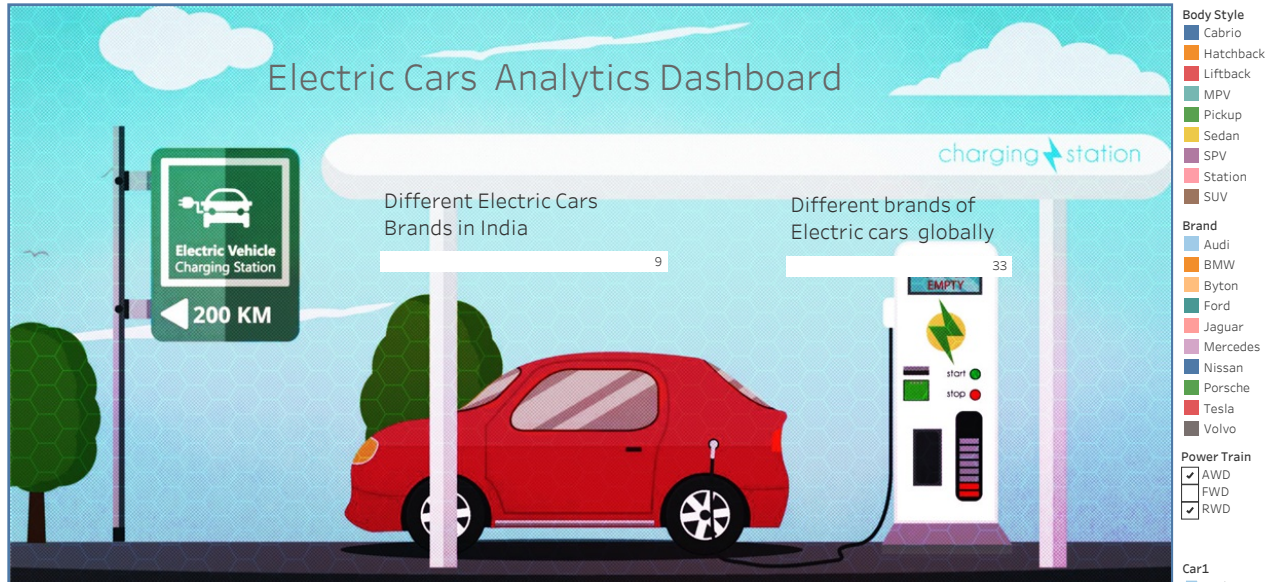 Electric Cars  Analytics Dashboard
charging station
Different Electric Cars
Brands in India
9
Different brands of
Electric cars  globally
33
Electric Vehicle
Charging Station
200 KM
EMPTY
start
stop
Body Style
Cabrio
Hatchback
Liftback
MPV
Pickup
Sedan
SPV
Station
SUV
Brand
Audi
BMW
Byton
Ford
Jaguar
Mercedes
Nissan
Porsche
Tesla
Volvo
Power Train
AWD
FWD
RWD
Car1